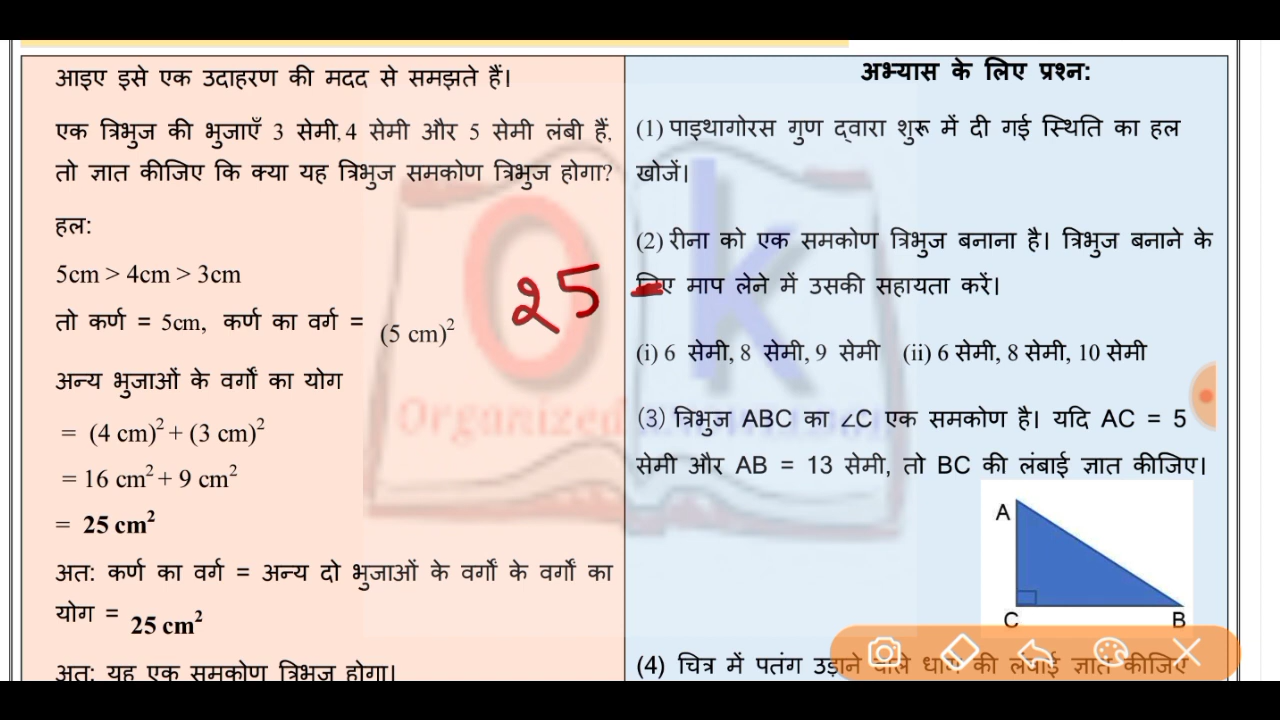 आइए इसे एक उदाहरण की मदद से समझते हैं।
एक त्रिभुज की भुजाएँ 3 सेमी, 4 सेमी और 5 सेमी लंबी हैं,
तो ज्ञात कीजिए कि क्या यह त्रिभुज समकोण त्रिभुज होगा?
हल:
5cm > 4cm > 3cm
तो कर्ण = 5cm, कर्ण का वर्ग = (5 cm)²
25
अन्य भुजाओं के वर्गों का योग
= (4 cm)² + (3 cm)²
= 16 cm² + 9 cm²
= 25 cm²
अत: कर्ण का वर्ग = अन्य दो भुजाओं के वर्गों के वर्गों का
योग = 25 cm²
अत: यह एक समकोण त्रिभुज होगा।
अभ्यास के लिए प्रश्न:
(1) पाइथागोरस गुण द्वारा शुरू में दी गई स्थिति का हल
खोजें।
(2) रीना को एक समकोण त्रिभुज बनाना है। त्रिभुज बनाने के
लिए माप लेने में उसकी सहायता करें।
(i) 6 सेमी, 8 सेमी, 9 सेमी (ii) 6 सेमी, 8 सेमी, 10 सेमी
(3) त्रिभुज ABC का ∠C एक समकोण है। यदि AC = 5
सेमी और AB = 13 सेमी, तो BC की लंबाई ज्ञात कीजिए।
A
C B
(4) चित्र में पतंग उड़ाने वाले धागे की लंबाई ज्ञात कीजिए
Ok
Organized